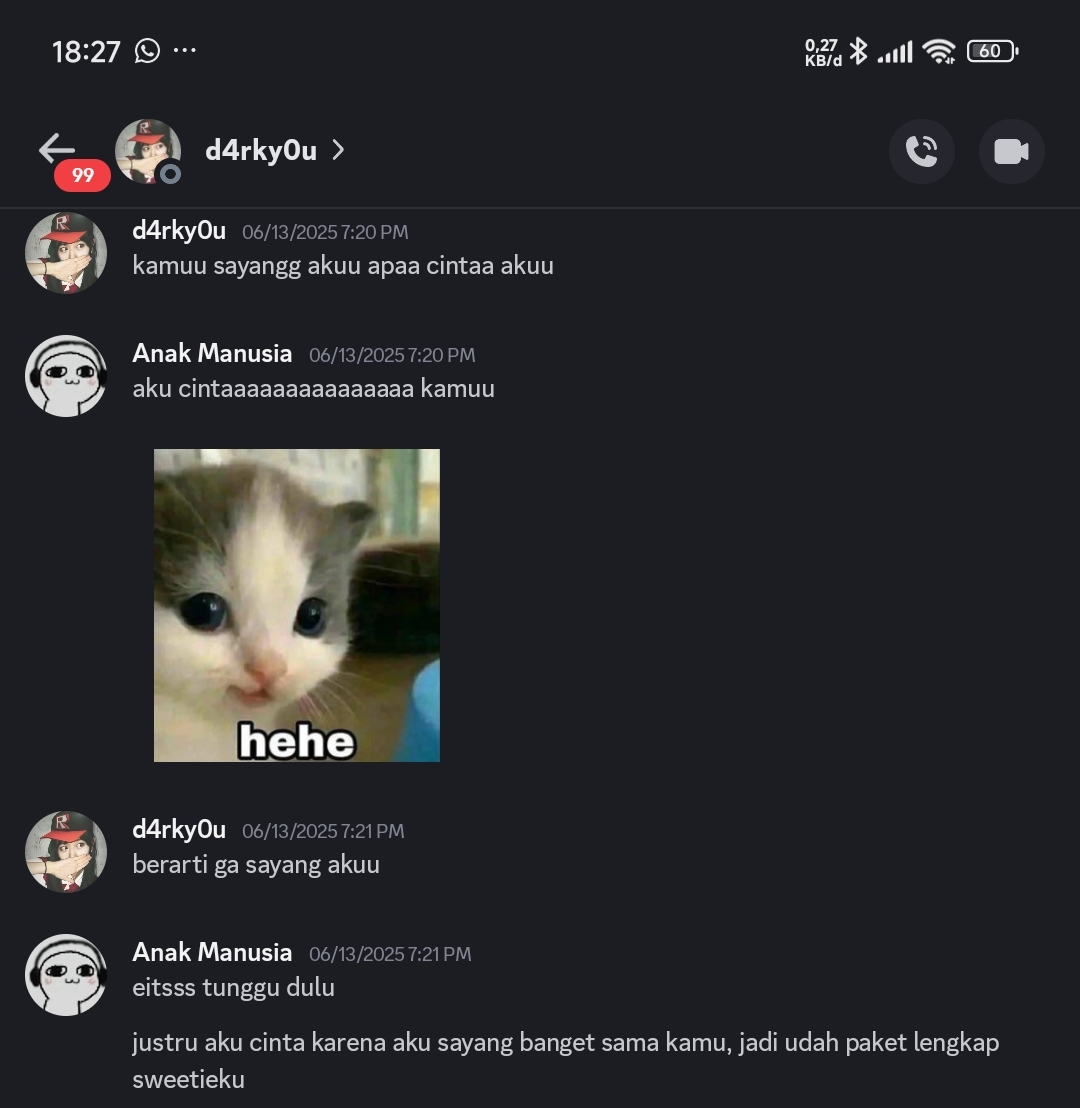 18:27 ...
0,27
KB/d
60
99
d4rky0u
d4rky0u 06/13/2025 7:20 PM
kamuu sayangg akuu apaa cintaa akuu
Anak Manusia 06/13/2025 7:20 PM
aku cintaaaaaaaaaaaaaaa kamuu
hehe
d4rky0u 06/13/2025 7:21 PM
berarti ga sayang akuu
Anak Manusia 06/13/2025 7:21 PM
eitsss tunggu dulu
justru aku cinta karena aku sayang banget sama kamu, jadi udah paket lengkap
sweetieku